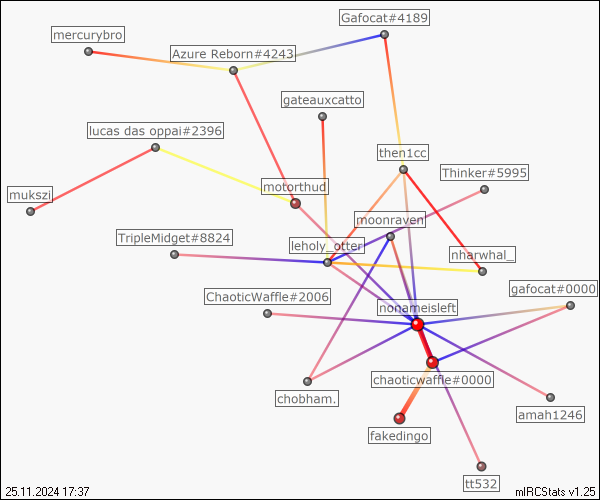 Gafocat#4189
mercurybro
Azure Reborn#4243
gateauxcatto
lucas das oppai#2396
then1cc
Thinker#5995
motorthud
mukszi
moonraven
TripleMidget#8824
leholy_otter
nharwhal_
gafocat#0000
ChaoticWaffle#2006
nonameisleft
chaoticwaffle#0000
chobham.
amah1246
fakedingo
tt532
25.11.2024 17:37
mIRCStats v1.25